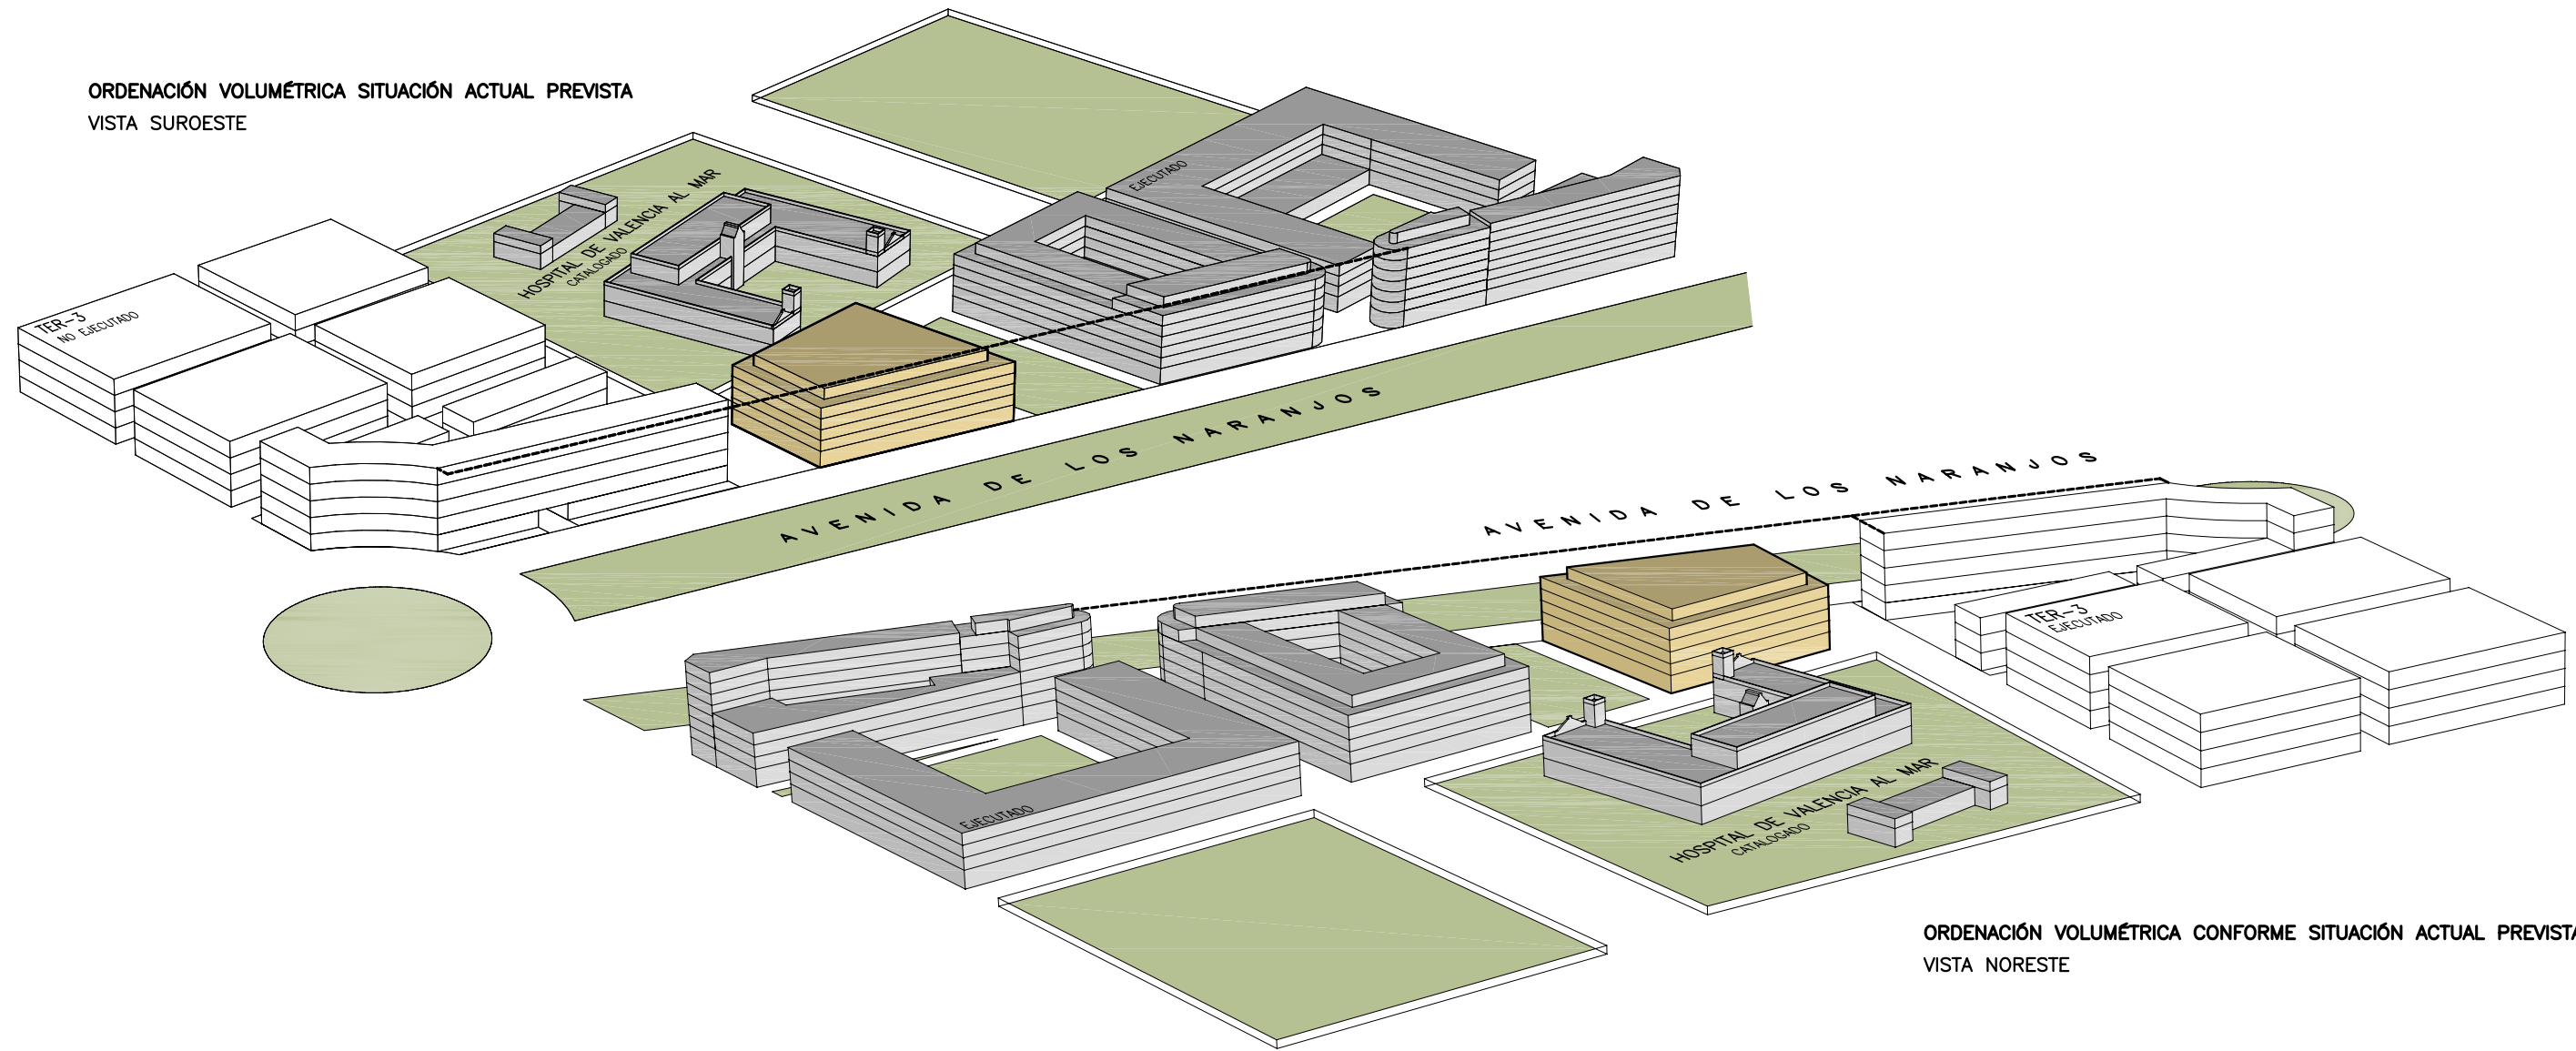 ORDENACIÓN VOLUMÉTRICA SITUACIÓN ACTUAL PREVISTA
VISTA SUROESTE
EJECUTADO
HOSPITAL DE VALENCIA AL MAR
CATALOGADO
TER-3
NO EJECUTADO
AVENIDA DE LOS NARANJOS
AVENIDA DE LOS NARANJOS
TER-3
EJECUTADO
EJECUTADO
HOSPITAL DE VALENCIA AL MAR
CATALOGADO
ORDENACIÓN VOLUMÉTRICA CONFORME SITUACIÓN ACTUAL PREVISTA
VISTA NORESTE